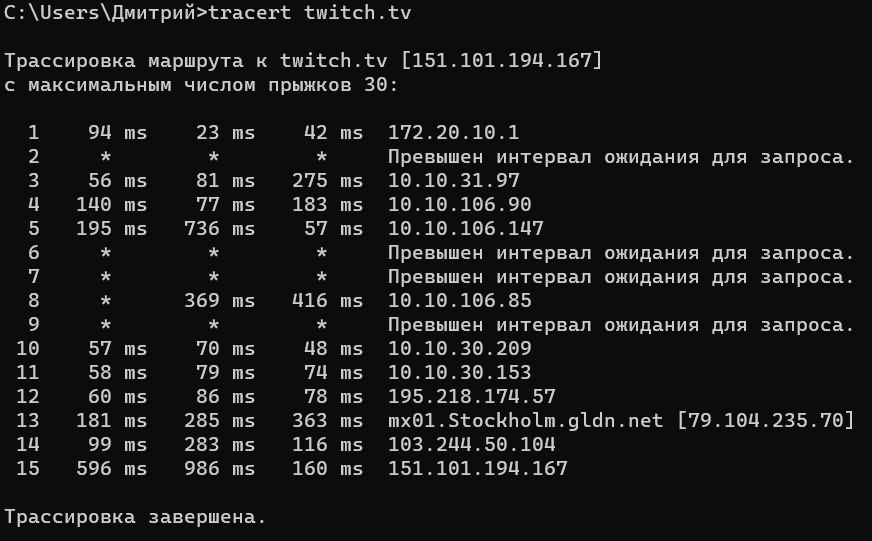 C:\Users\Дмитрий>tracert twitch.tv
Трассировка маршрута к twitch.tv [151.101.194.167]
с максимальным числом прыжков 30:
1 94 ms 23 ms 42 ms 172.20.10.1
2 * * * Превышен интервал ожидания для запроса.
3 56 ms 81 ms 275 ms 10.10.31.97
4 140 ms 77 ms 183 ms 10.10.106.90
5 195 ms 736 ms 57 ms 10.10.106.147
6 * * * Превышен интервал ожидания для запроса.
7 * * * Превышен интервал ожидания для запроса.
8 * 369 ms 416 ms 10.10.106.85
9 * * * Превышен интервал ожидания для запроса.
10 57 ms 70 ms 48 ms 10.10.30.209
11 58 ms 79 ms 74 ms 10.10.30.153
12 60 ms 86 ms 78 ms 195.218.174.57
13 181 ms 285 ms 363 ms mx01.Stockholm.gldn.net [79.104.235.70]
14 99 ms 283 ms 116 ms 103.244.50.104
15 596 ms 986 ms 160 ms 151.101.194.167
Трассировка завершена.